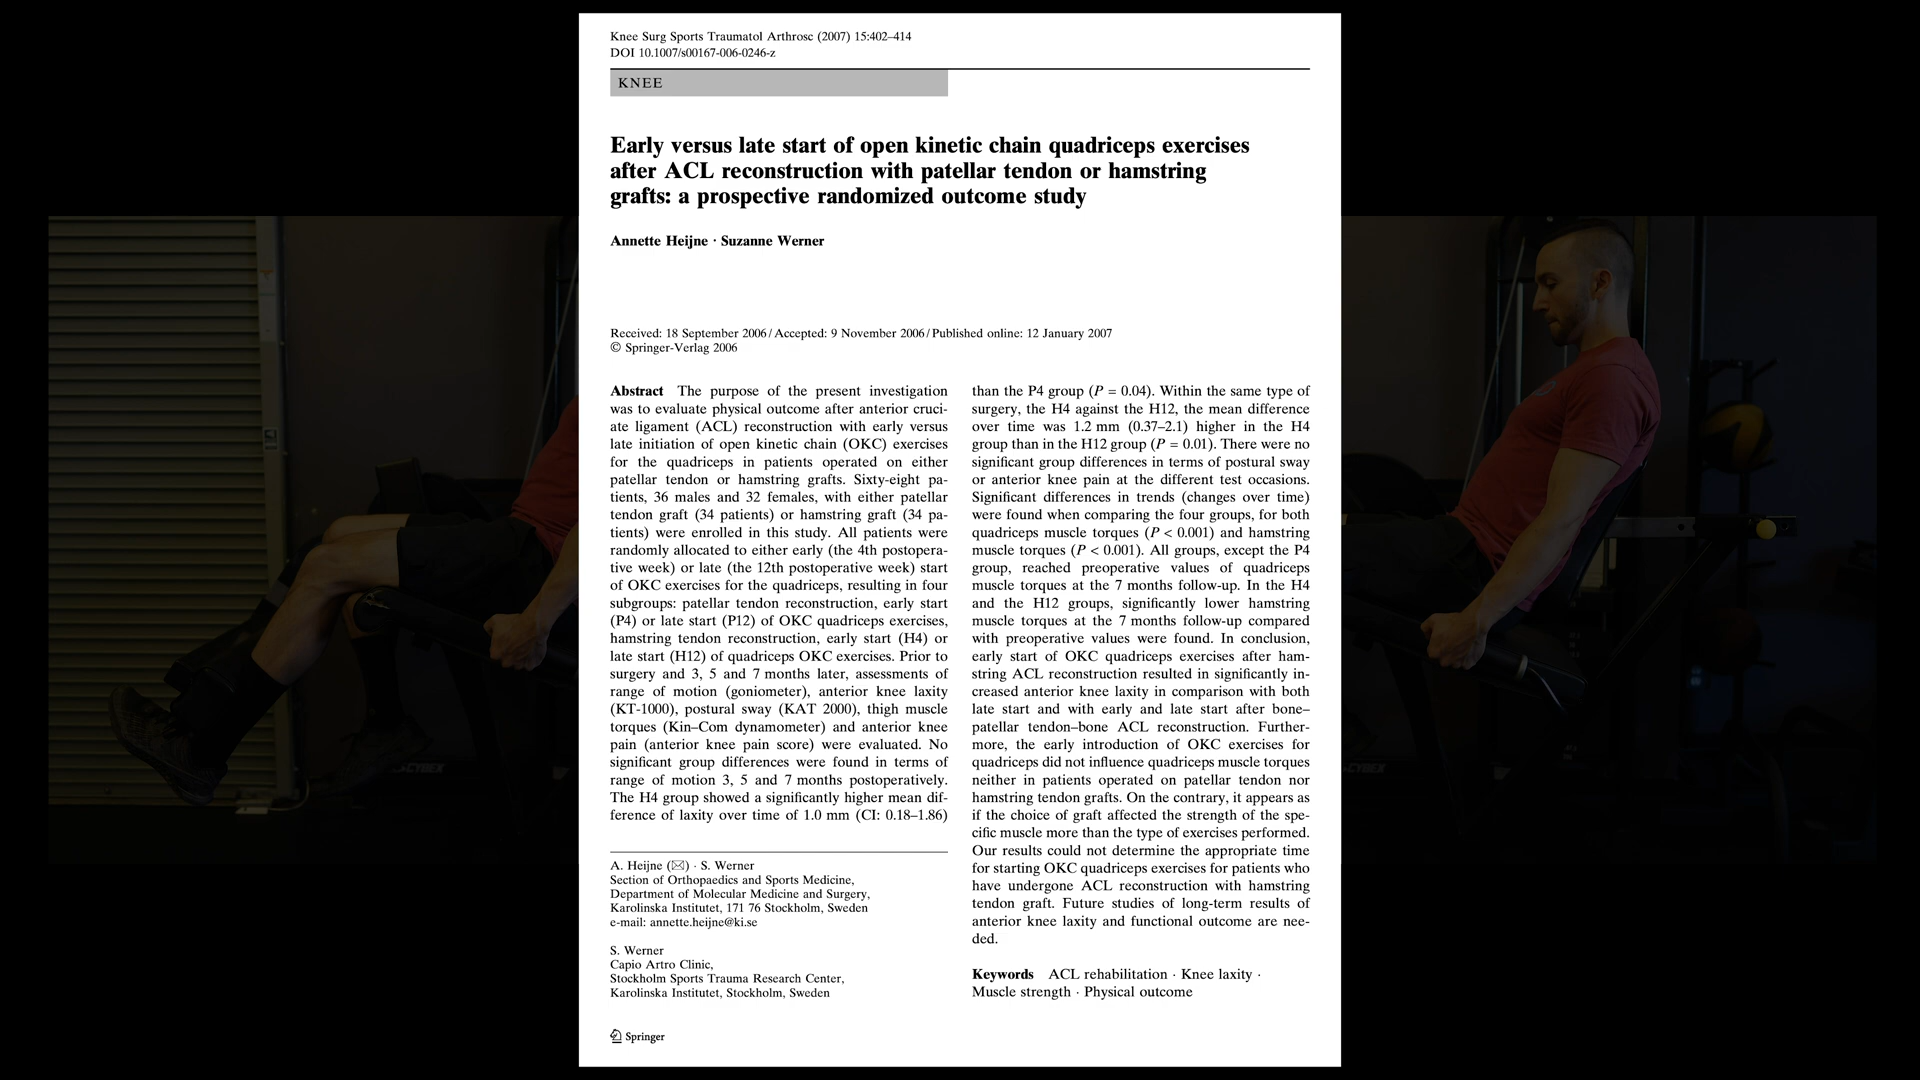 Knee Surg Sports Traumatol Arthrosc (2007) 15:402–414
DOI 10.1007/s00167-006-0246-z
KNEE
Early versus late start of open kinetic chain quadriceps exercises
after ACL reconstruction with patellar tendon or hamstring
grafts: a prospective randomized outcome study
Annette Heijne · Suzanne Werner
Received: 18 September 2006 / Accepted: 9 November 2006 / Published online: 12 January 2007
© Springer-Verlag 2006
Abstract The purpose of the present investigation
was to evaluate physical outcome after anterior cruci-
ate ligament (ACL) reconstruction with early versus
late initiation of open kinetic chain (OKC) exercises
for the quadriceps in patients operated on either
patellar tendon or hamstring grafts. Sixty-eight pa-
tients, 36 males and 32 females, with either patellar
tendon graft (34 patients) or hamstring graft (34 pa-
tients) were enrolled in this study. All patients were
randomly allocated to either early (the 4th postopera-
tive week) or late (the 12th postoperative week) start
of OKC exercises for the quadriceps, resulting in four
subgroups: patellar tendon reconstruction, early start
(P4) or late start (P12) of OKC quadriceps exercises,
hamstring tendon reconstruction, early start (H4) or
late start (H12) of quadriceps OKC exercises. Prior to
surgery and 3, 5 and 7 months later, assessments of
range of motion (goniometer), anterior knee laxity
(KT-1000), postural sway (KAT 2000), thigh muscle
torques (Kin–Com dynamometer) and anterior knee
pain (anterior knee pain score) were evaluated. No
significant group differences were found in terms of
range of motion 3, 5 and 7 months postoperatively.
The H4 group showed a significantly higher mean dif-
ference of laxity over time of 1.0 mm (CI: 0.18–1.86)
than the P4 group (P = 0.04). Within the same type of
surgery, the H4 against the H12, the mean difference
over time was 1.2 mm (0.37–2.1) higher in the H4
group than in the H12 group (P = 0.01). There were no
significant group differences in terms of postural sway
or anterior knee pain at the different test occasions.
Significant differences in trends (changes over time)
were found when comparing the four groups, for both
quadriceps muscle torques (P < 0.001) and hamstring
muscle torques (P < 0.001). All groups, except the P4
group, reached preoperative values of quadriceps
muscle torques at the 7 months follow-up. In the H4
and the H12 groups, significantly lower hamstring
muscle torques at the 7 months follow-up compared
with preoperative values were found. In conclusion,
early start of OKC quadriceps exercises after ham-
string ACL reconstruction resulted in significantly in-
creased anterior knee laxity in comparison with both
late start and with early and late start after bone–
patellar tendon–bone ACL reconstruction. Further-
more, the early introduction of OKC exercises for
quadriceps did not influence quadriceps muscle torques
neither in patients operated on patellar tendon nor
hamstring tendon grafts. On the contrary, it appears as
if the choice of graft affected the strength of the spe-
cific muscle more than the type of exercises performed.
Our results could not determine the appropriate time
for starting OKC quadriceps exercises for patients who
have undergone ACL reconstruction with hamstring
tendon graft. Future studies of long-term results of
anterior knee laxity and functional outcome are nee-
ded.
Keywords ACL rehabilitation · Knee laxity ·
Muscle strength · Physical outcome
A. Heijne (✉) · S. Werner
Section of Orthopaedics and Sports Medicine,
Department of Molecular Medicine and Surgery,
Karolinska Institutet, 171 76 Stockholm, Sweden
e-mail: annette.heijne@ki.se
S. Werner
Capio Artro Clinic,
Stockholm Sports Trauma Research Center,
Karolinska Institutet, Stockholm, Sweden
Springer
CYBEX
CYBEX